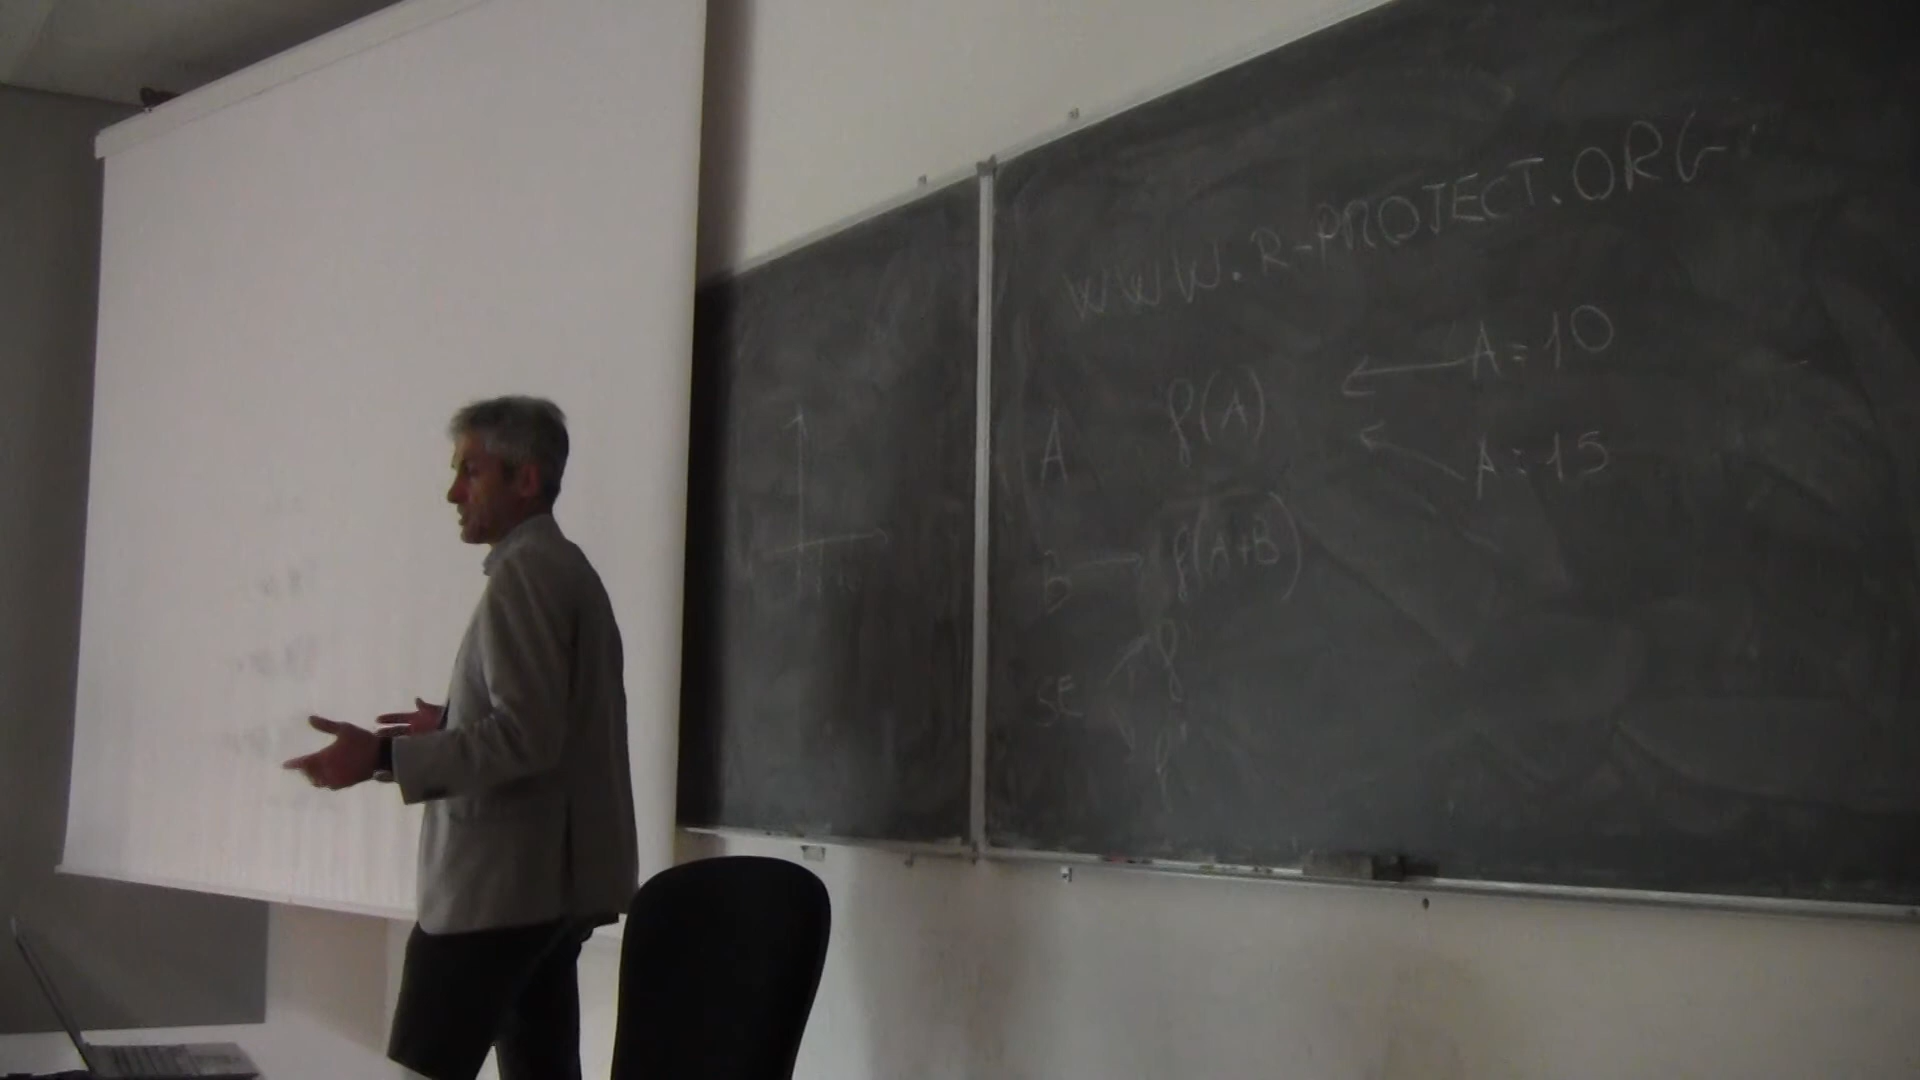 WWW.R-PROJECT.ORG
A f(A) A=10
A=15
B f(A+B)
SE f'
f''